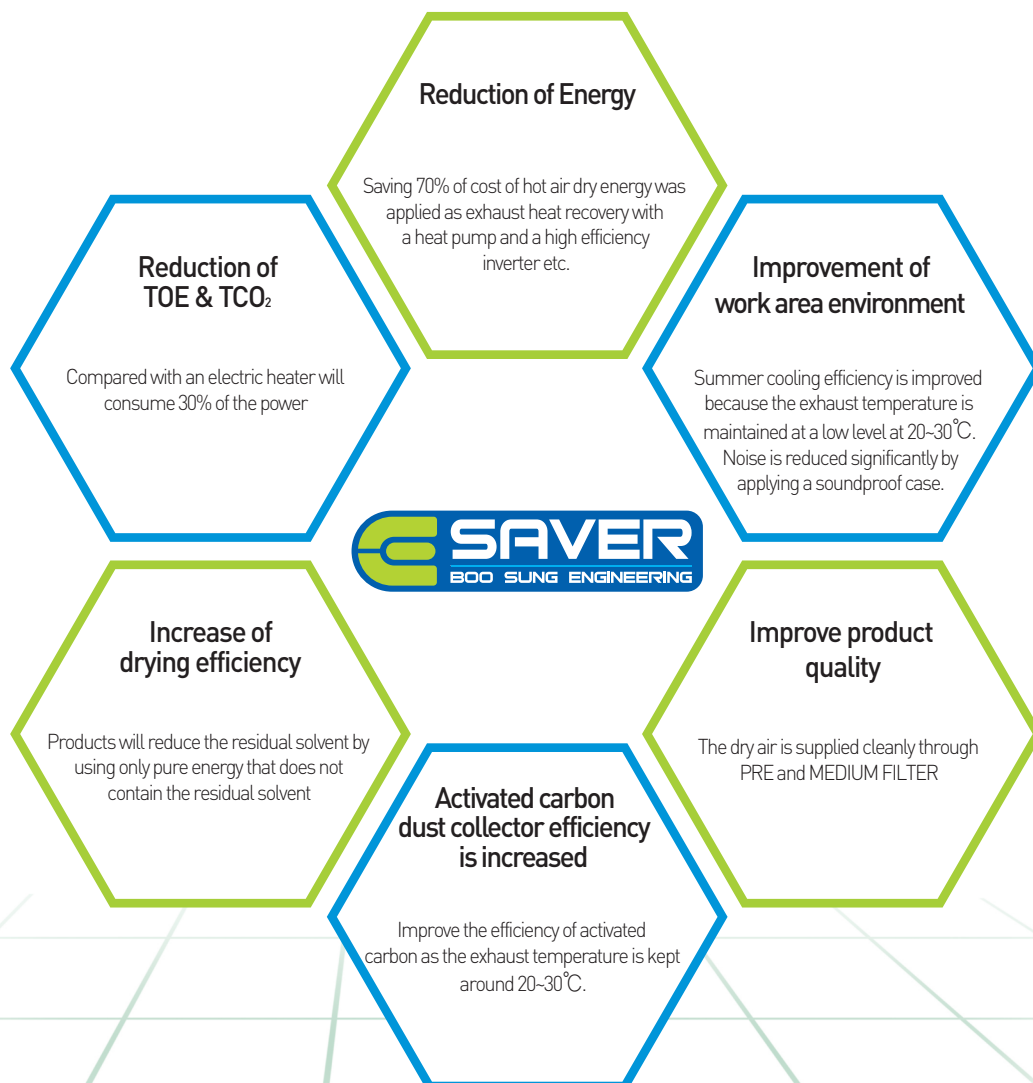 Reduction of Energy
Saving 70% of cost of hot air dry energy was
applied as exhaust heat recovery with
a heat pump and a high efficiency
inverter etc.
Reduction of
TOE & TCO₂
Compared with an electric heater will
consume 30% of the power
Improvement of
work area environment
Summer cooling efficiency is improved
because the exhaust temperature is
maintained at a low level at 20~30℃.
Noise is reduced significantly by
applying a soundproof case.
SAVER
BOO SUNG ENGINEERING
Increase of
drying efficiency
Products will reduce the residual solvent by
using only pure energy that does not
contain the residual solvent
Improve product
quality
The dry air is supplied cleanly through
PRE and MEDIUM FILTER
Activated carbon
dust collector efficiency
is increased
Improve the efficiency of activated
carbon as the exhaust temperature is kept
around 20~30℃.